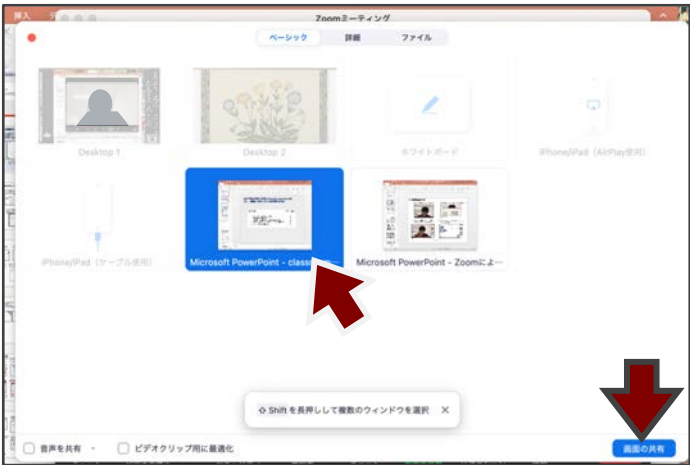 挿入
Zoomミーティング
ベーシック 詳細 ファイル
Desktop 1 Desktop 2 ホワイトボード iPhone/iPad（AirPlay使用）
iPhone/iPad（ケーブル使用） Microsoft PowerPoint - Microsoft PowerPoint - Zoomによ…
Shift を長押しして複数のウィンドウを選択 ×
音声を共有 ビデオクリップ用に最適化 画面の共有